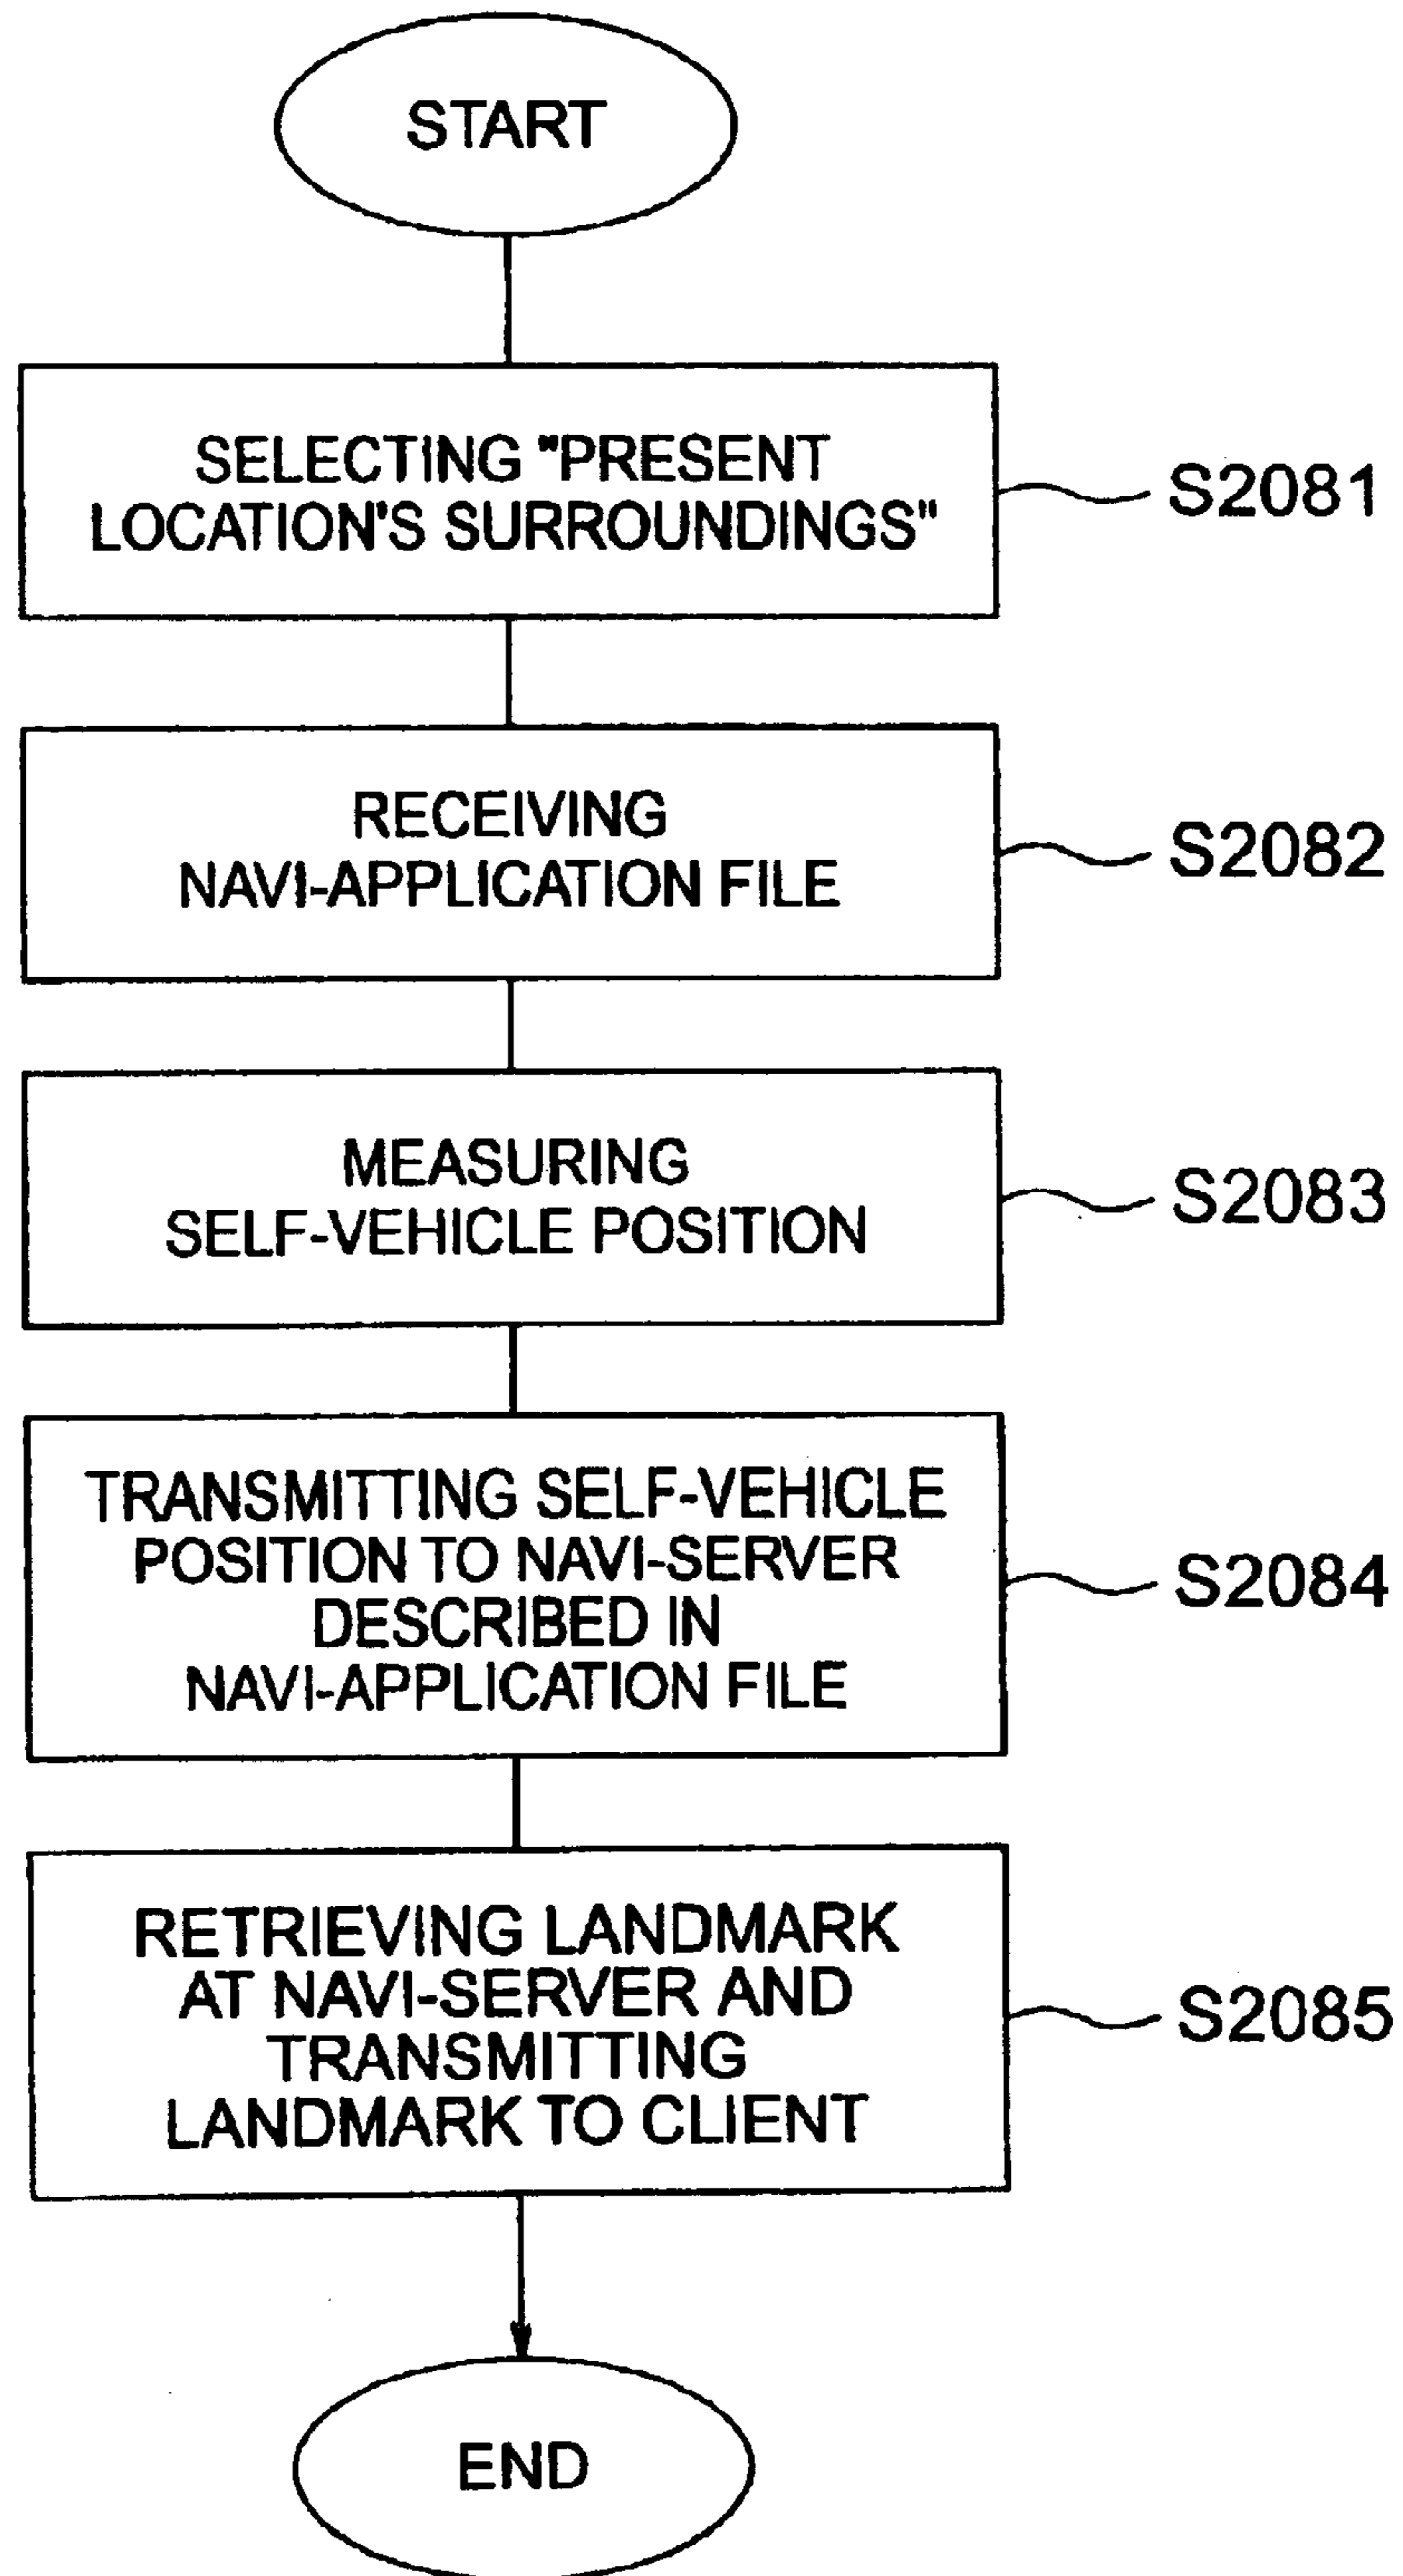 START
SELECTING "PRESENT
LOCATION'S SURROUNDINGS"
S2081
RECEIVING
NAVI-APPLICATION FILE
S2082
MEASURING
SELF-VEHICLE POSITION
S2083
TRANSMITTING SELF-VEHICLE
POSITION TO NAVI-SERVER
DESCRIBED IN
NAVI-APPLICATION FILE
S2084
RETRIEVING LANDMARK
AT NAVI-SERVER AND
TRANSMITTING
LANDMARK TO CLIENT
S2085
END